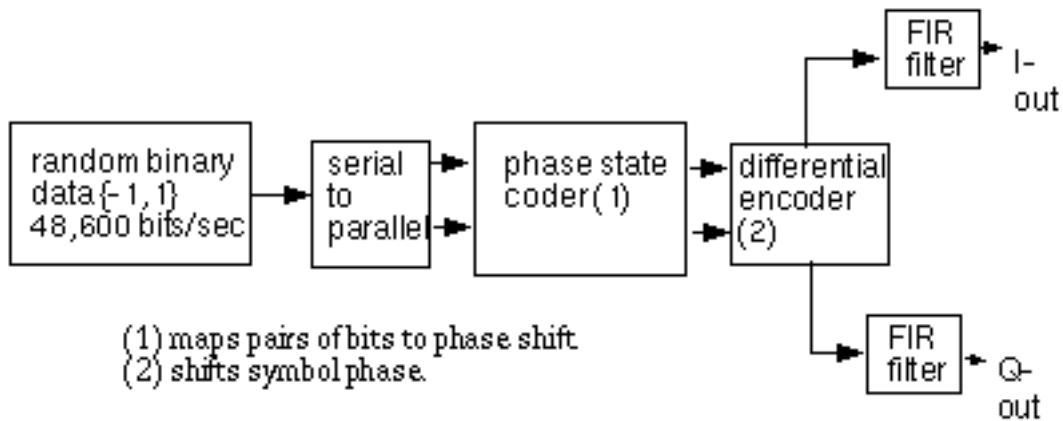 random binary
data {-1, 1}
48,600 bits/sec
serial
to
parallel
phase state
coder (1)
differential
encoder
(2)
FIR
filter
I-
out
FIR
filter
Q-
out
(1) maps pairs of bits to phase shift.
(2) shifts symbol phase.